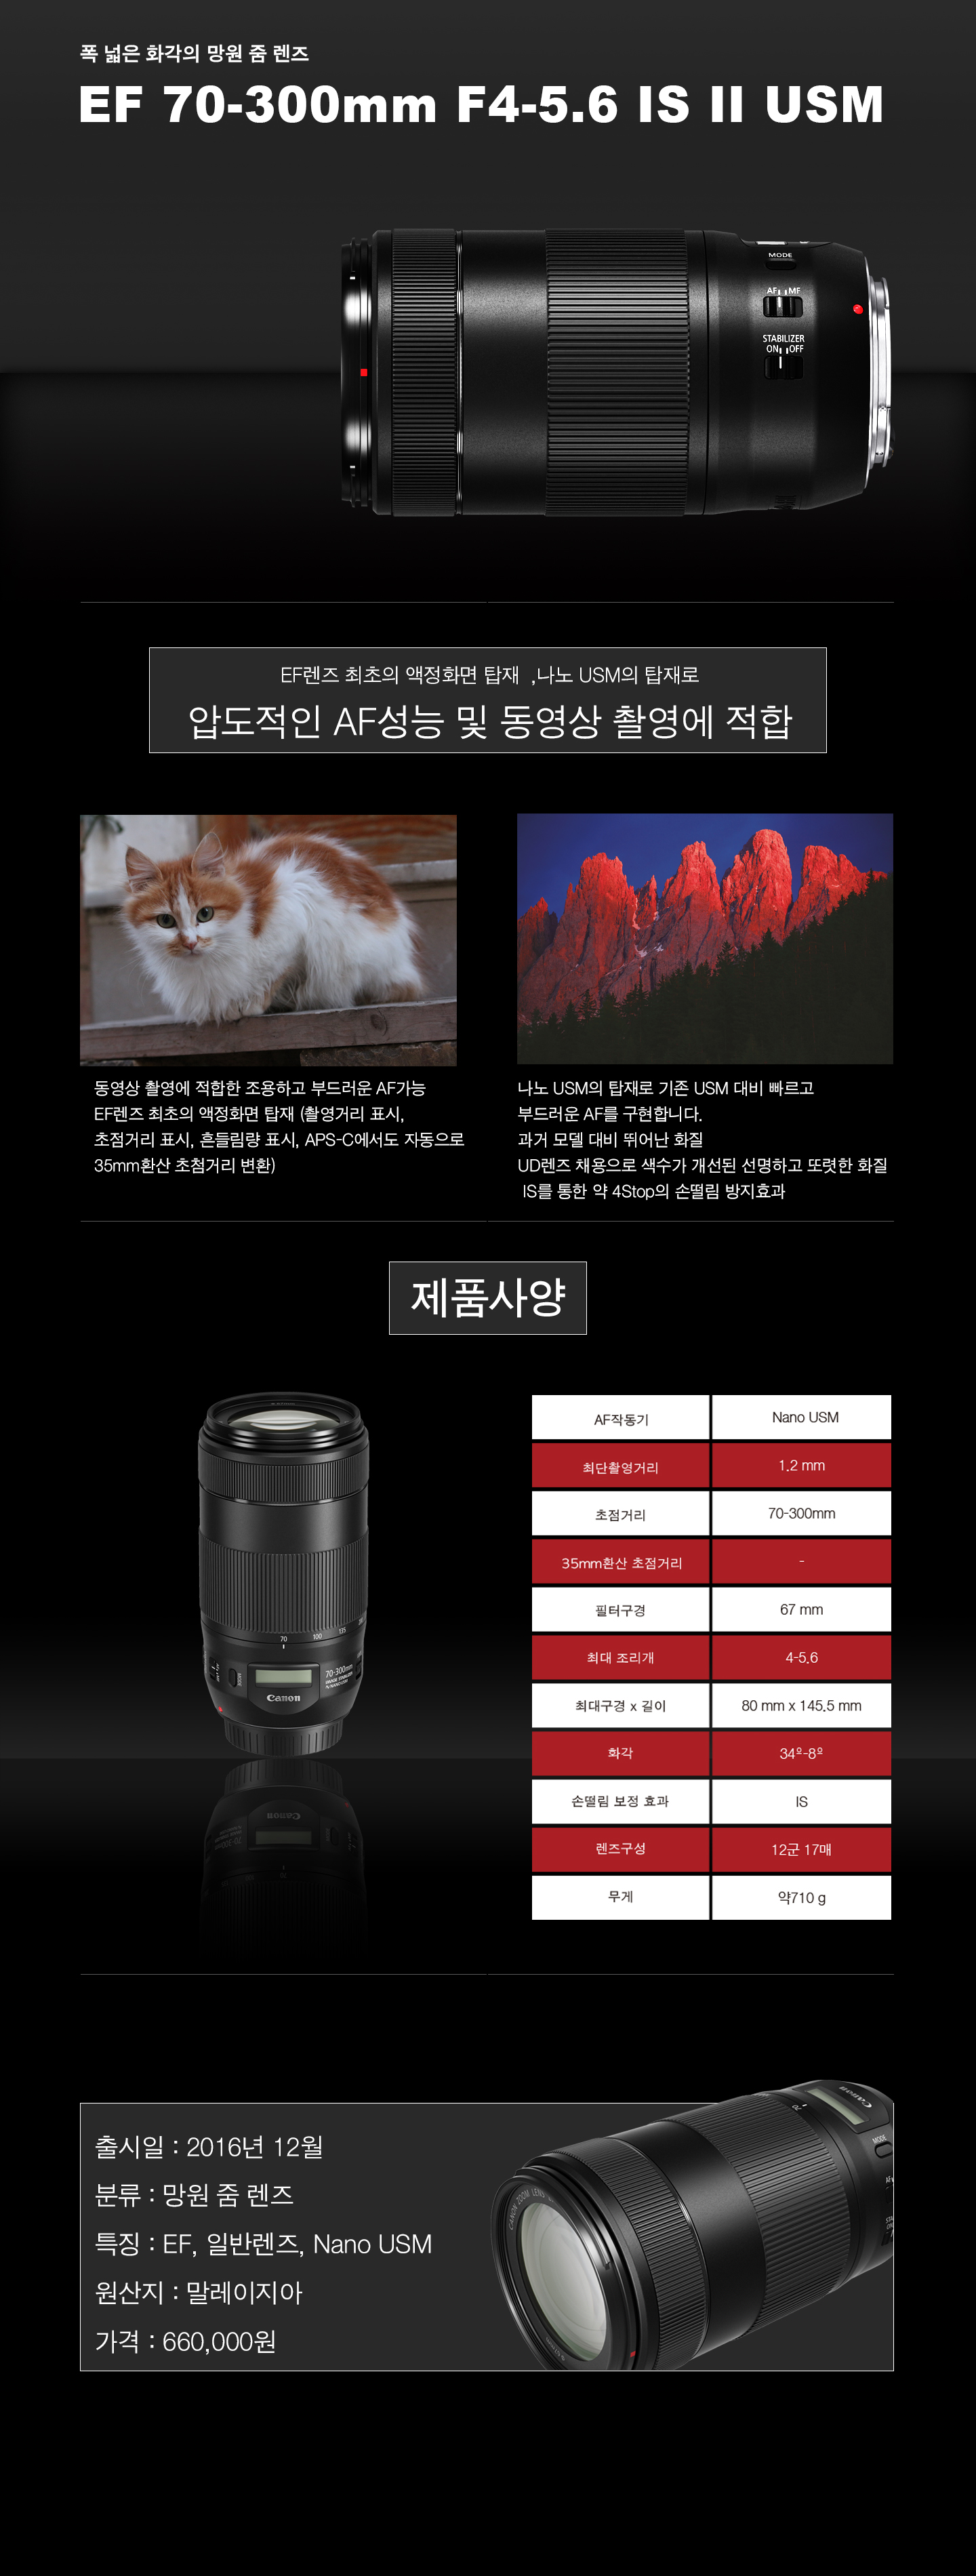 폭 넓은 화각의 망원 줌 렌즈
EF 70-300mm F4-5.6 IS II USM
MODE
AF MF
STABILIZER
ON OFF
EF렌즈 최초의 액정화면 탑재 ,나노 USM의 탑재로
압도적인 AF성능 및 동영상 촬영에 적합
동영상 촬영에 적합한 조용하고 부드러운 AF가능
EF렌즈 최초의 액정화면 탑재 (촬영거리 표시,
초점거리 표시, 흔들림량 표시, APS-C에서도 자동으로
35mm환산 초첨거리 변환)
나노 USM의 탑재로 기존 USM 대비 빠르고
부드러운 AF를 구현합니다.
과거 모델 대비 뛰어난 화질
UD렌즈 채용으로 색수가 개선된 선명하고 또렷한 화질
IS를 통한 약 4Stop의 손떨림 방지효과
제품사양
AF작동기 Nano USM
최단촬영거리 1.2 mm
초점거리 70-300mm
35mm환산 초점거리 -
필터구경 67 mm
최대 조리개 4-5.6
최대구경 x 길이 80 mm x 145.5 mm
화각 34º-8º
손떨림 보정 효과 IS
렌즈구성 12군 17매
무게 약710 g
70 100 135
MODE
70-300mm
IMAGE STABILIZER
NANO USM
Canon
출시일 : 2016년 12월
분류 : 망원 줌 렌즈
특징 : EF, 일반렌즈, Nano USM
원산지 : 말레이지아
가격 : 660,000원
CANON ZOOM LENS
70
Canon
MODE